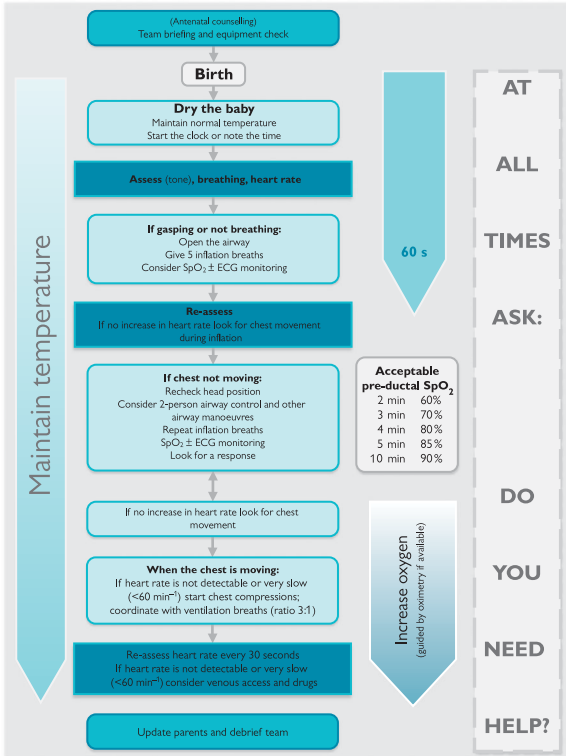 (Antenatal counselling)
Team briefing and equipment check
Birth
Dry the baby
Maintain normal temperature
Start the clock or note the time
Assess (tone), breathing, heart rate
If gasping or not breathing:
Open the airway
Give 5 inflation breaths
Consider SpO₂ ± ECG monitoring
Re-assess
If no increase in heart rate look for chest movement
during inflation
If chest not moving:
Recheck head position
Consider 2-person airway control and other
airway manoeuvres
Repeat inflation breaths
SpO₂ ± ECG monitoring
Look for a response
If no increase in heart rate look for chest
movement
When the chest is moving:
If heart rate is not detectable or very slow
(<60 min⁻¹) start chest compressions;
coordinate with ventilation breaths (ratio 3:1)
Re-assess heart rate every 30 seconds
If heart rate is not detectable or very slow
(<60 min⁻¹) consider venous access and drugs
Update parents and debrief team
Maintain temperature
60 s
Acceptable
pre-ductal SpO₂
2 min 60%
3 min 70%
4 min 80%
5 min 85%
10 min 90%
Increase oxygen
(guided by oximetry if available)
AT
ALL
TIMES
ASK:
DO
YOU
NEED
HELP?